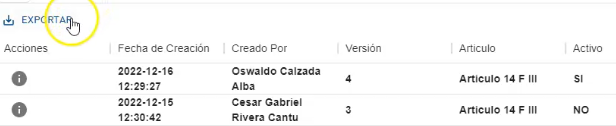 EXPORTAR
Acciones Fecha de Creación Creado Por Versión Articulo Activo
2022-12-16 Oswaldo Calzada
12:29:27 Alba 4 Articulo 14 F III SI
2022-12-15 Cesar Gabriel
12:30:42 Rivera Cantu 3 Articulo 14 F III NO